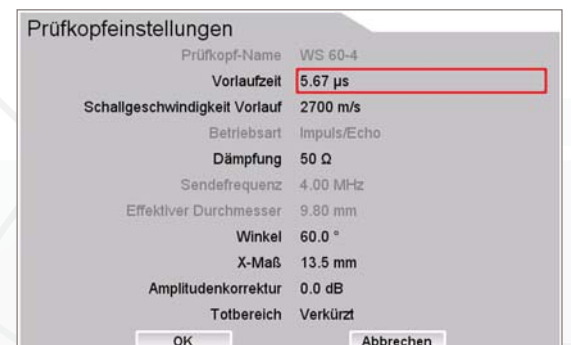 Prüfkopfeinstellungen
Prüfkopf-Name WS 60-4
Vorlaufzeit 5.67 µs
Schallgeschwindigkeit Vorlauf 2700 m/s
Betriebsart Impuls/Echo
Dämpfung 50 Ω
Sendefrequenz 4.00 MHz
Effektiver Durchmesser 9.80 mm
Winkel 60.0 °
X-Maß 13.5 mm
Amplitudenkorrektur 0.0 dB
Totbereich Verkürzt
OK Abbrechen